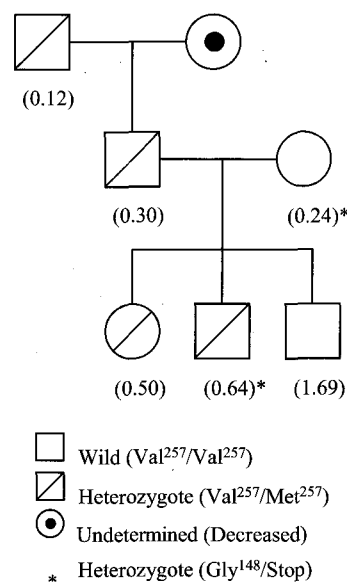 (0.12)
(0.30) (0.24)*
(0.50) (0.64)* (1.69)
Wild (Val²⁵⁷/Val²⁵⁷)
Heterozygote (Val²⁵⁷/Met²⁵⁷)
Undetermined (Decreased)
* Heterozygote (Gly¹⁴⁸/Stop)